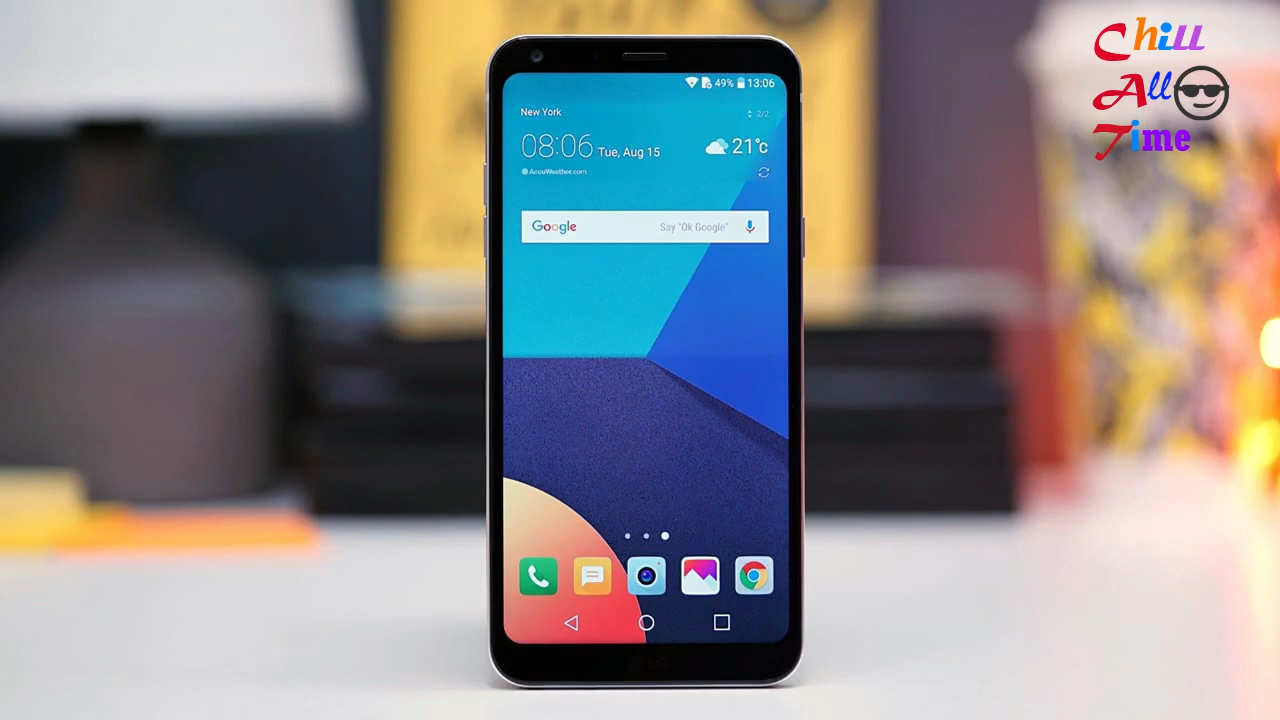 Chill
All
Time
49% 13:06
New York
2/2
08:06 Tue, Aug 15 21°c
AccuWeather.com
Google Say "Ok Google"
LG